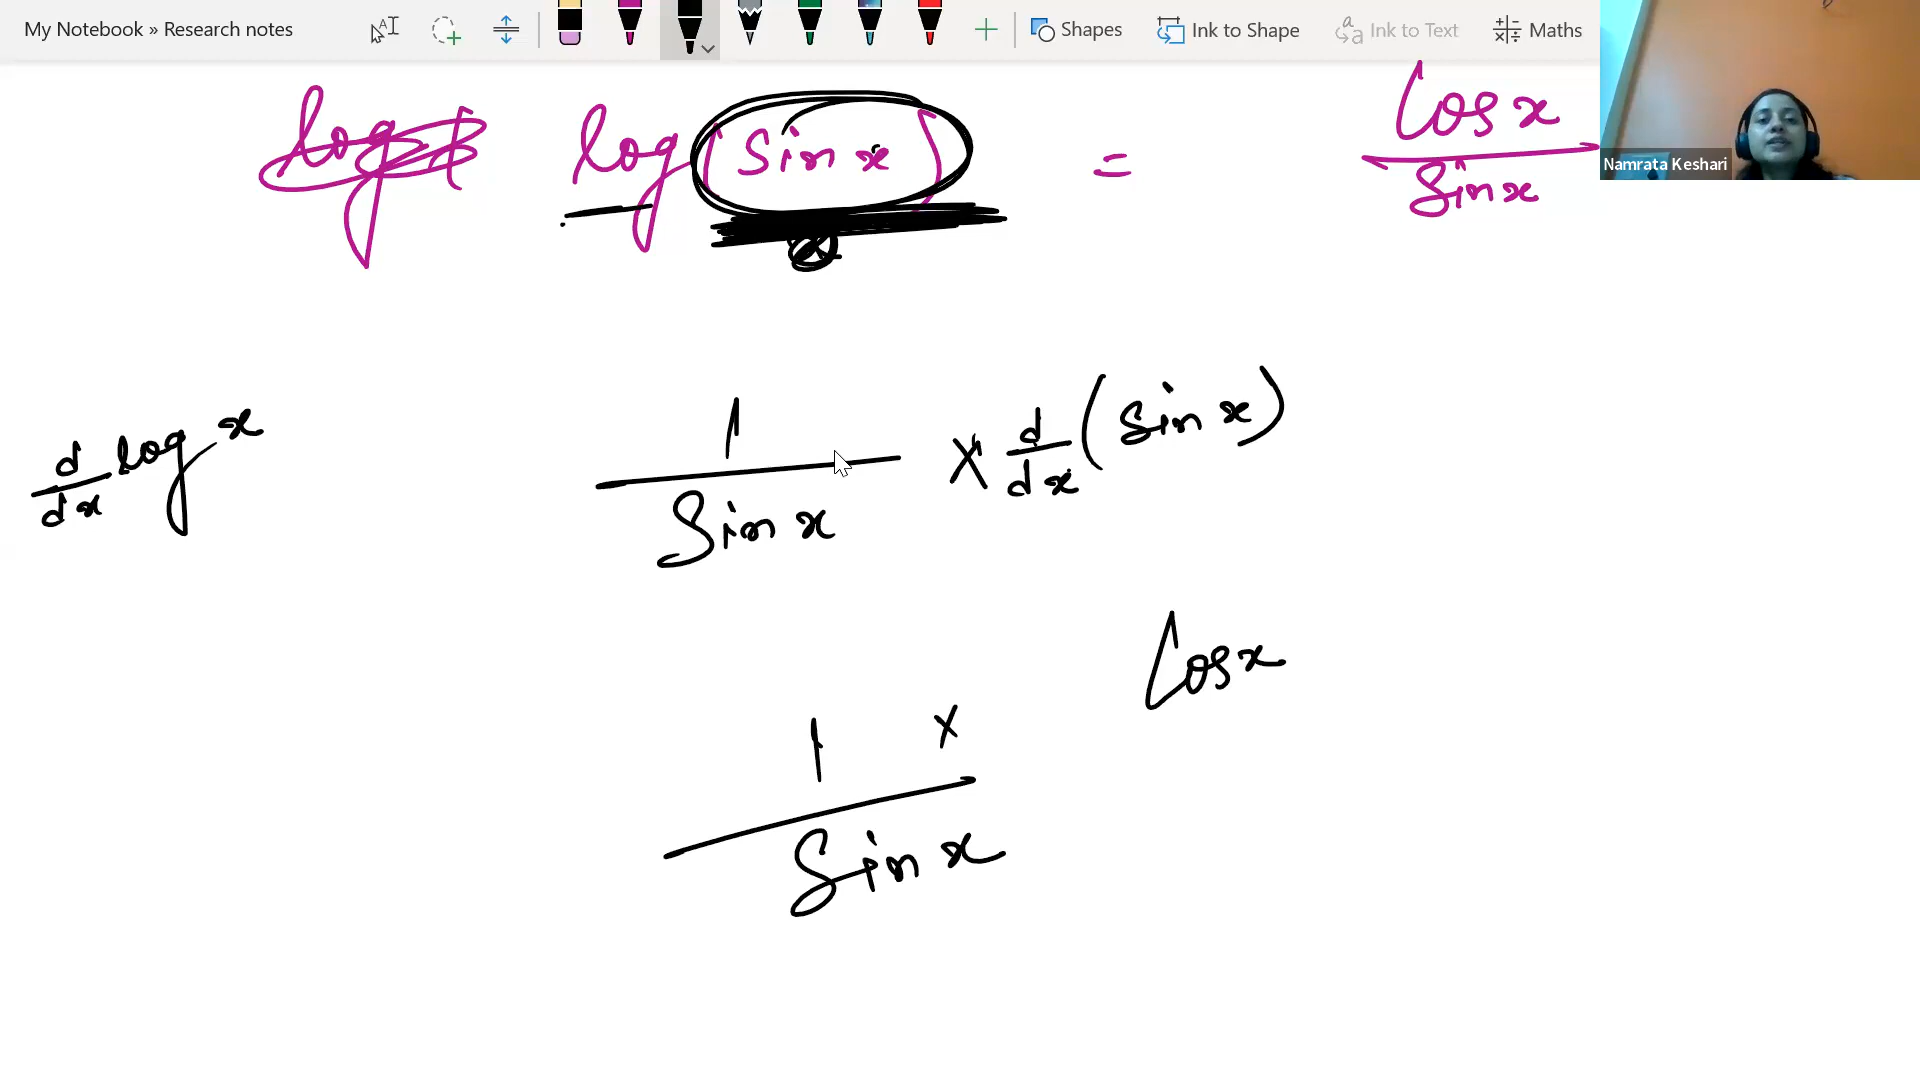 My Notebook » Research notes
Shapes Ink to Shape Ink to Text Maths
Namrata Keshari
log log(Sin x) = Cos x / Sin x
d/dx log x
1 / Sin x × d/dx (Sin x)
Cos x
1 × / Sin x